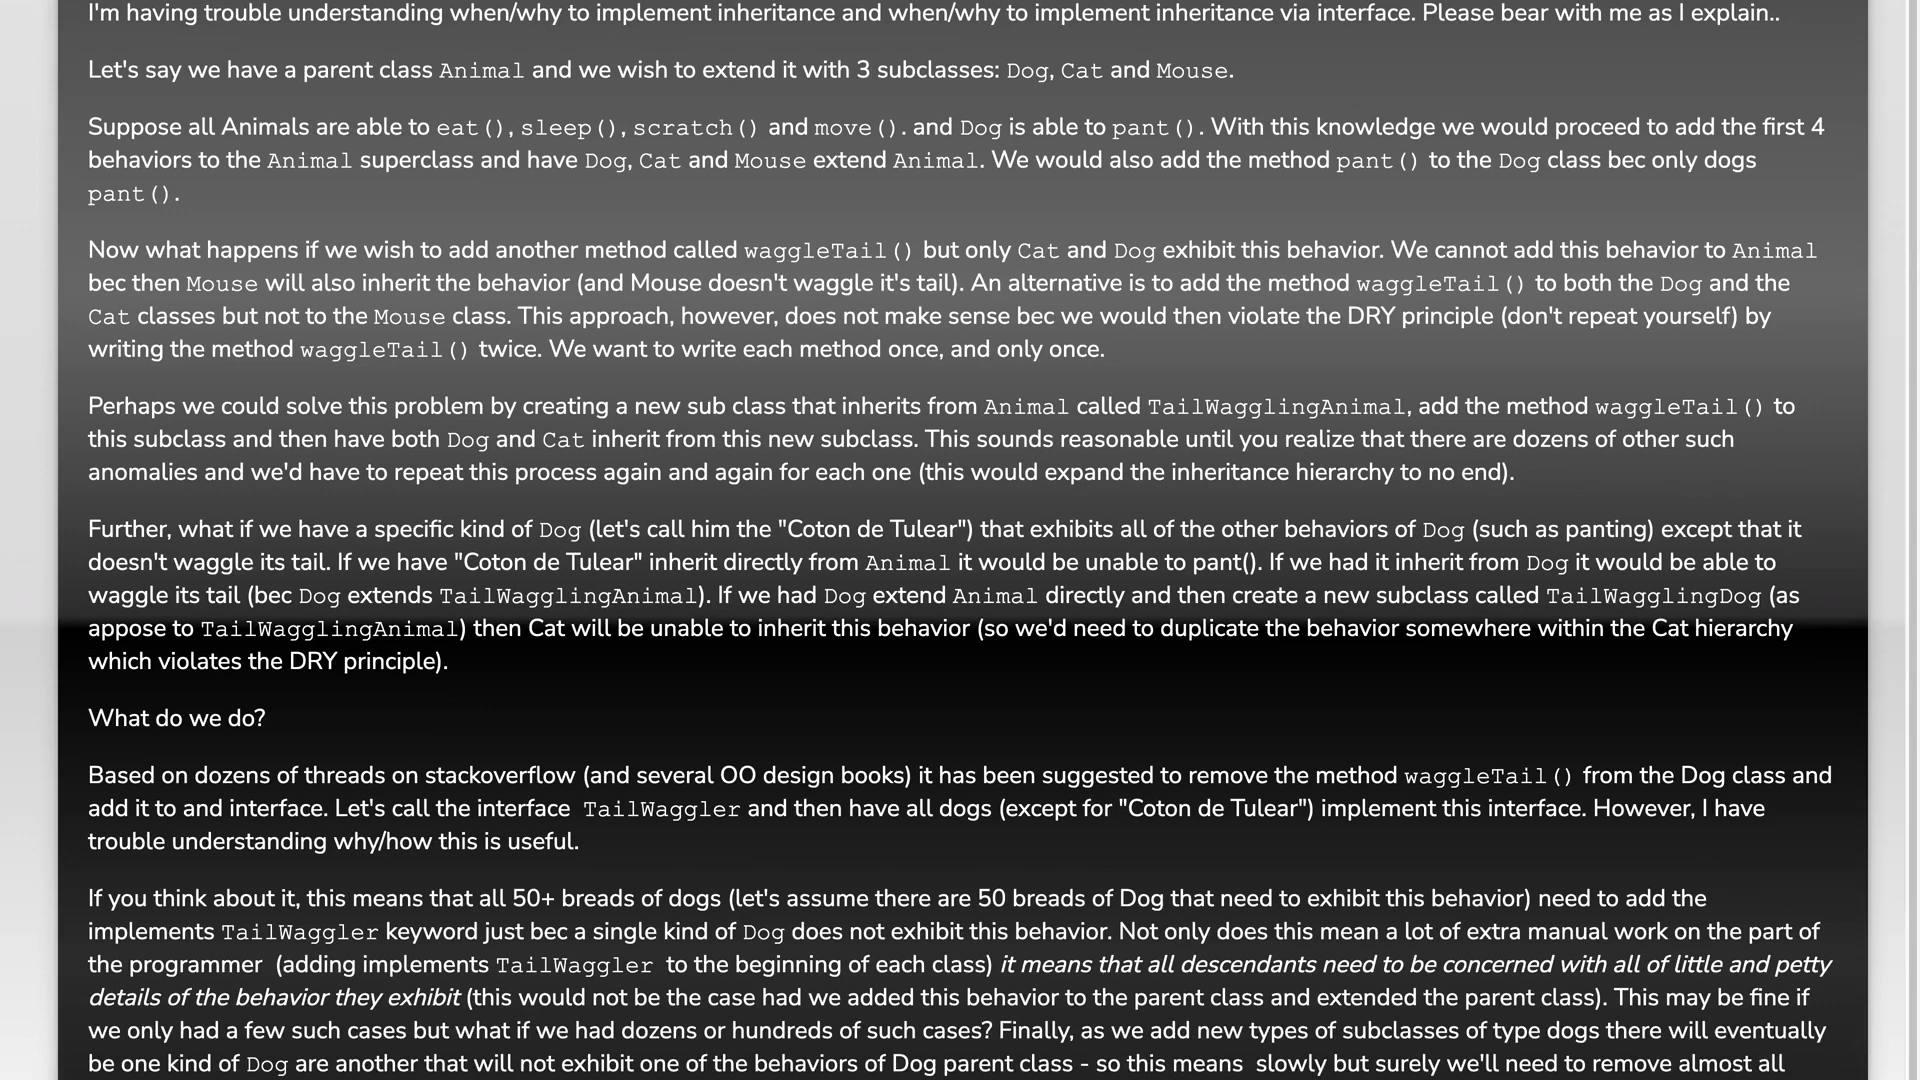 I'm having trouble understanding when/why to implement inheritance and when/why to implement inheritance via interface. Please bear with me as I explain..
Let's say we have a parent class Animal and we wish to extend it with 3 subclasses: Dog, Cat and Mouse.
Suppose all Animals are able to eat(), sleep(), scratch() and move(). and Dog is able to pant(). With this knowledge we would proceed to add the first 4
behaviors to the Animal superclass and have Dog, Cat and Mouse extend Animal. We would also add the method pant() to the Dog class bec only dogs
pant().
Now what happens if we wish to add another method called waggleTail() but only Cat and Dog exhibit this behavior. We cannot add this behavior to Animal
bec then Mouse will also inherit the behavior (and Mouse doesn't waggle it's tail). An alternative is to add the method waggleTail() to both the Dog and the
Cat classes but not to the Mouse class. This approach, however, does not make sense bec we would then violate the DRY principle (don't repeat yourself) by
writing the method waggleTail() twice. We want to write each method once, and only once.
Perhaps we could solve this problem by creating a new sub class that inherits from Animal called TailWagglingAnimal, add the method waggleTail() to
this subclass and then have both Dog and Cat inherit from this new subclass. This sounds reasonable until you realize that there are dozens of other such
anomalies and we'd have to repeat this process again and again for each one (this would expand the inheritance hierarchy to no end).
Further, what if we have a specific kind of Dog (let's call him the "Coton de Tulear") that exhibits all of the other behaviors of Dog (such as panting) except that it
doesn't waggle its tail. If we have "Coton de Tulear" inherit directly from Animal it would be unable to pant(). If we had it inherit from Dog it would be able to
waggle its tail (bec Dog extends TailWagglingAnimal). If we had Dog extend Animal directly and then create a new subclass called TailWagglingDog (as
appose to TailWagglingAnimal) then Cat will be unable to inherit this behavior (so we'd need to duplicate the behavior somewhere within the Cat hierarchy
which violates the DRY principle).
What do we do?
Based on dozens of threads on stackoverflow (and several OO design books) it has been suggested to remove the method waggleTail() from the Dog class and
add it to and interface. Let's call the interface TailWaggler and then have all dogs (except for "Coton de Tulear") implement this interface. However, I have
trouble understanding why/how this is useful.
If you think about it, this means that all 50+ breads of dogs (let's assume there are 50 breads of Dog that need to exhibit this behavior) need to add the
implements TailWaggler keyword just bec a single kind of Dog does not exhibit this behavior. Not only does this mean a lot of extra manual work on the part of
the programmer (adding implements TailWaggler to the beginning of each class) it means that all descendants need to be concerned with all of little and petty
details of the behavior they exhibit (this would not be the case had we added this behavior to the parent class and extended the parent class). This may be fine if
we only had a few such cases but what if we had dozens or hundreds of such cases? Finally, as we add new types of subclasses of type dogs there will eventually
be one kind of Dog are another that will not exhibit one of the behaviors of Dog parent class - so this means slowly but surely we'll need to remove almost all